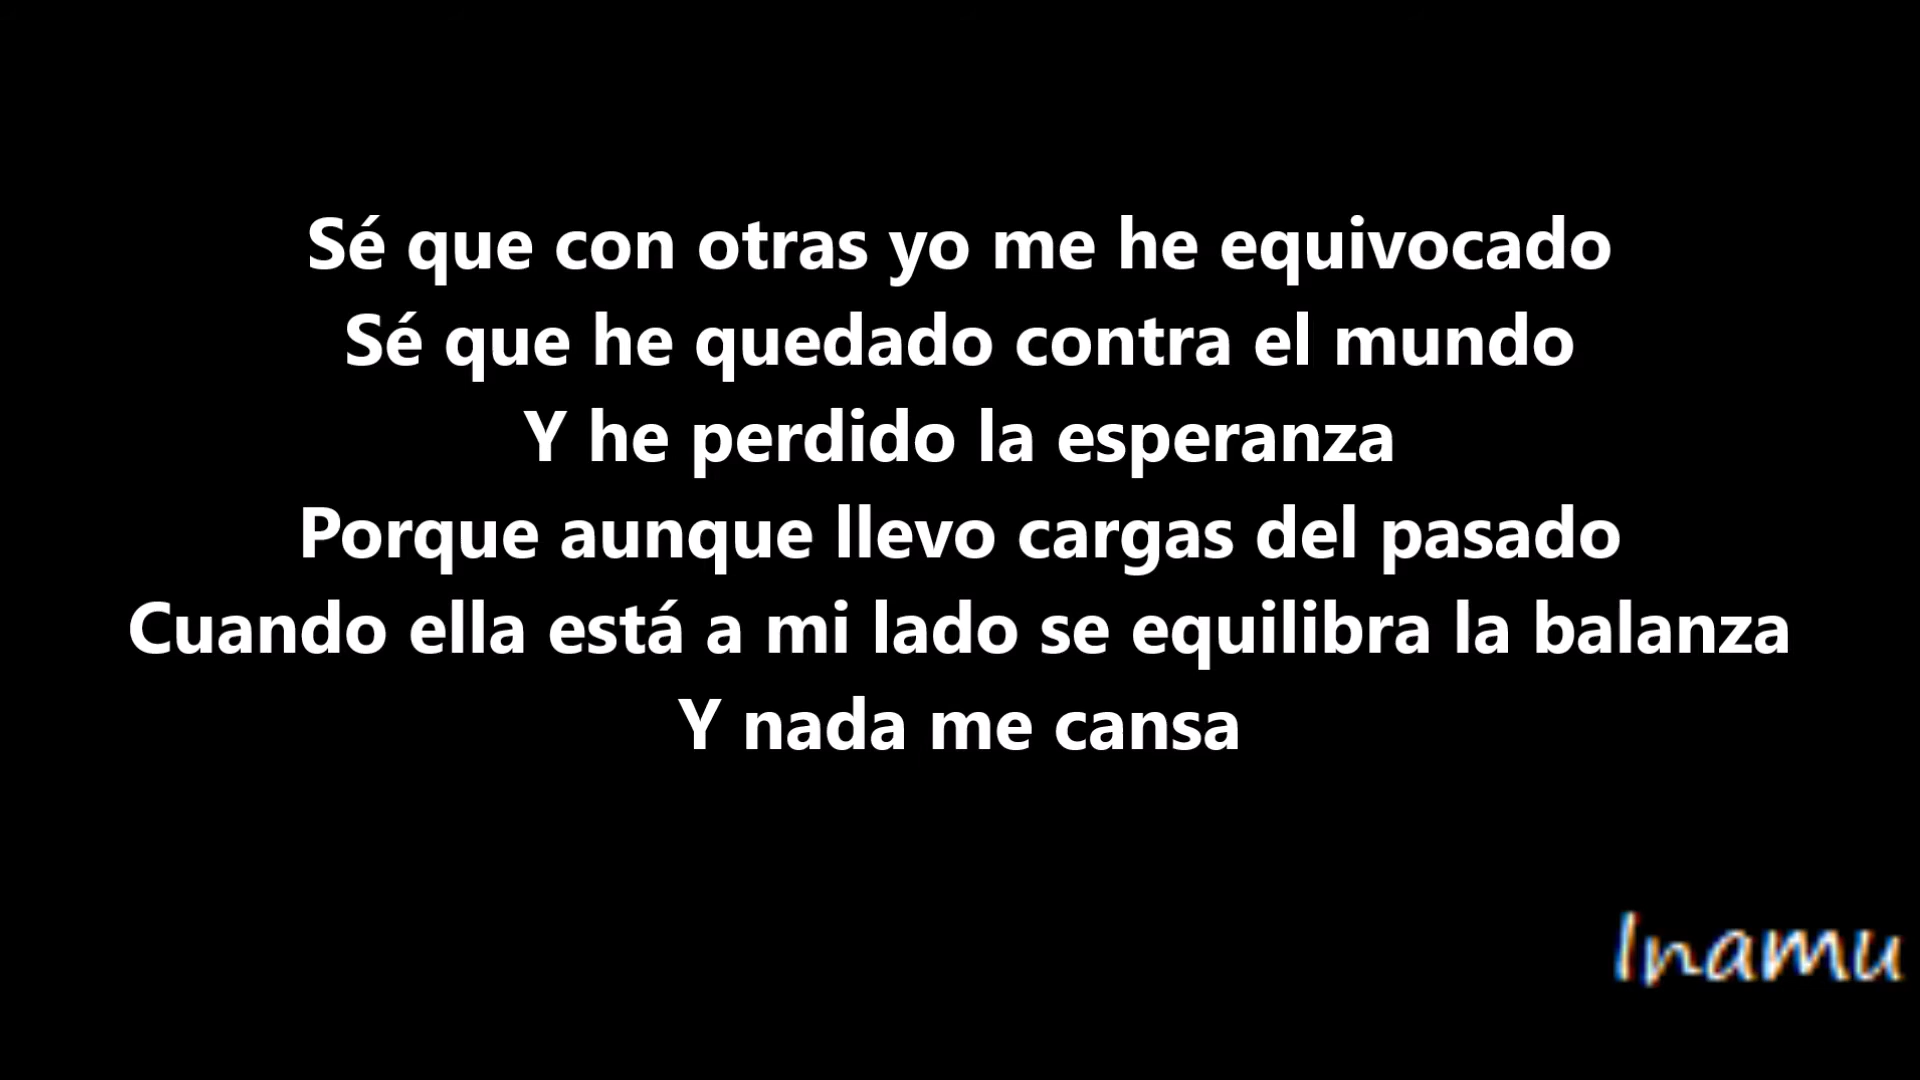 Sé que con otras yo me he equivocado
Sé que he quedado contra el mundo
Y he perdido la esperanza
Porque aunque llevo cargas del pasado
Cuando ella está a mi lado se equilibra la balanza
Y nada me cansa
Inamu